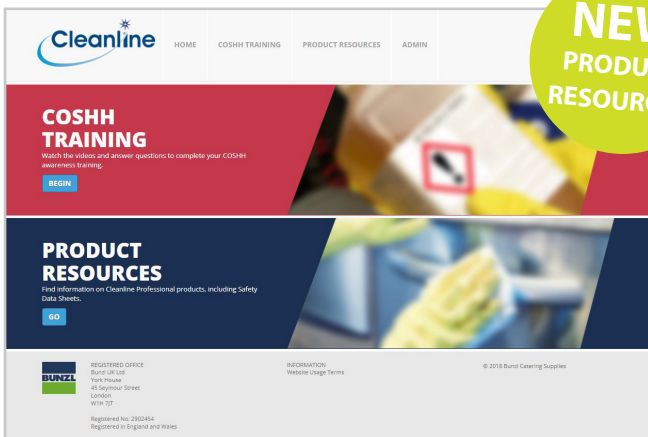 Cleanline
HOME COSHH TRAINING PRODUCT RESOURCES ADMIN
NEW
PRODU
RESOUR
COSHH
TRAINING
Watch the videos and answer questions to complete your COSHH
awareness training.
BEGIN
PRODUCT
RESOURCES
Find information on Cleanline Professional products, including Safety
Data Sheets.
GO
BUNZL
REGISTERED OFFICE
Bunzl UK Ltd
York House
45 Seymour Street
London
W1H 7JT
Registered No: 2902454
Registered in England and Wales
INFORMATION
Website Usage Terms
© 2018 Bunzl Catering Supplies